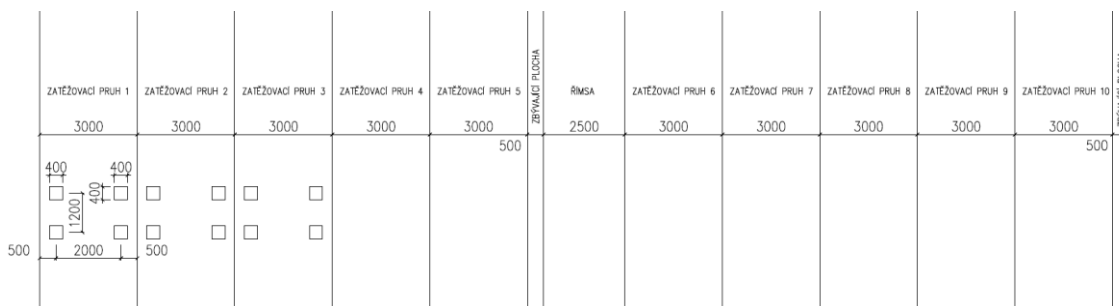 ZATĚŽOVACÍ PRUH 1
ZATĚŽOVACÍ PRUH 2
ZATĚŽOVACÍ PRUH 3
ZATĚŽOVACÍ PRUH 4
ZATĚŽOVACÍ PRUH 5
ZBÝVAJÍCÍ PLOCHA
ŘÍMSA
ZATĚŽOVACÍ PRUH 6
ZATĚŽOVACÍ PRUH 7
ZATĚŽOVACÍ PRUH 8
ZATĚŽOVACÍ PRUH 9
ZATĚŽOVACÍ PRUH 10
3000
3000
3000
3000
3000
2500
3000
3000
3000
3000
3000
500
500
400
400
400
1200
500
2000
500